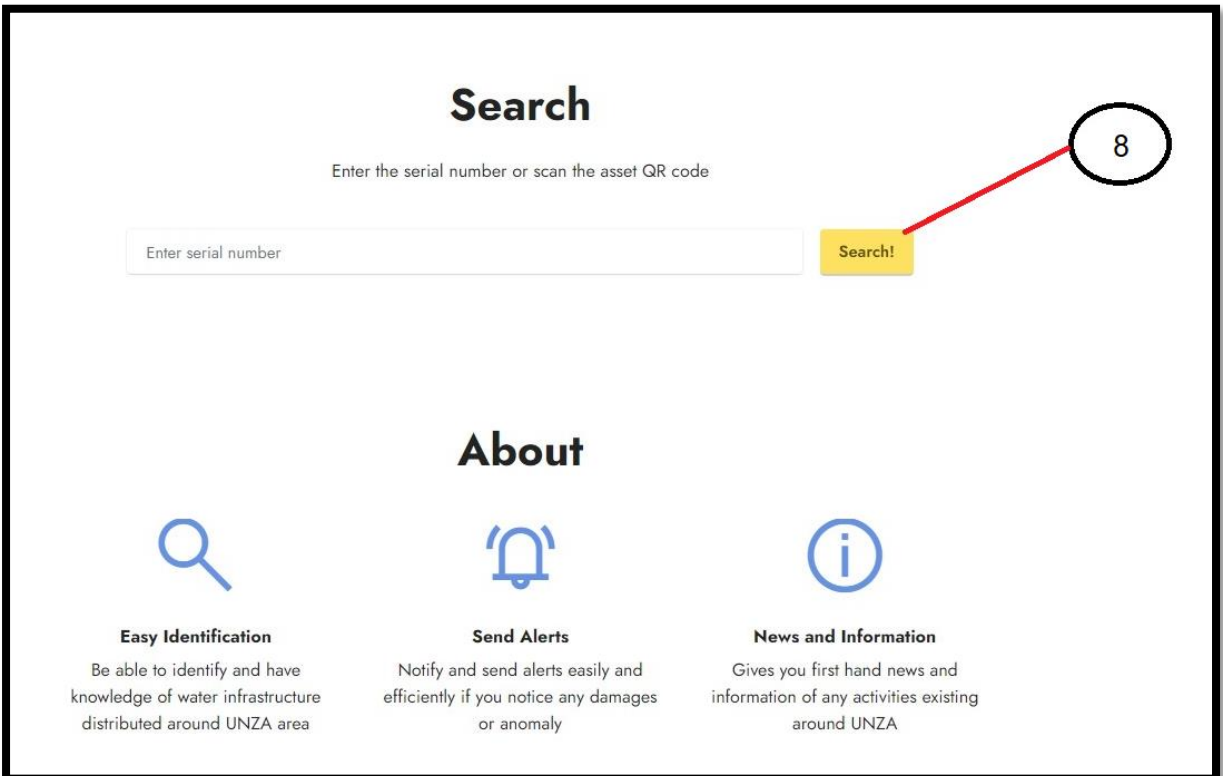 Search
8
Enter the serial number or scan the asset QR code
Enter serial number
Search!
About
Easy Identification
Be able to identify and have
knowledge of water infrastructure
distributed around UNZA area
Send Alerts
Notify and send alerts easily and
efficiently if you notice any damages
or anomaly
News and Information
Gives you first hand news and
information of any activities existing
around UNZA